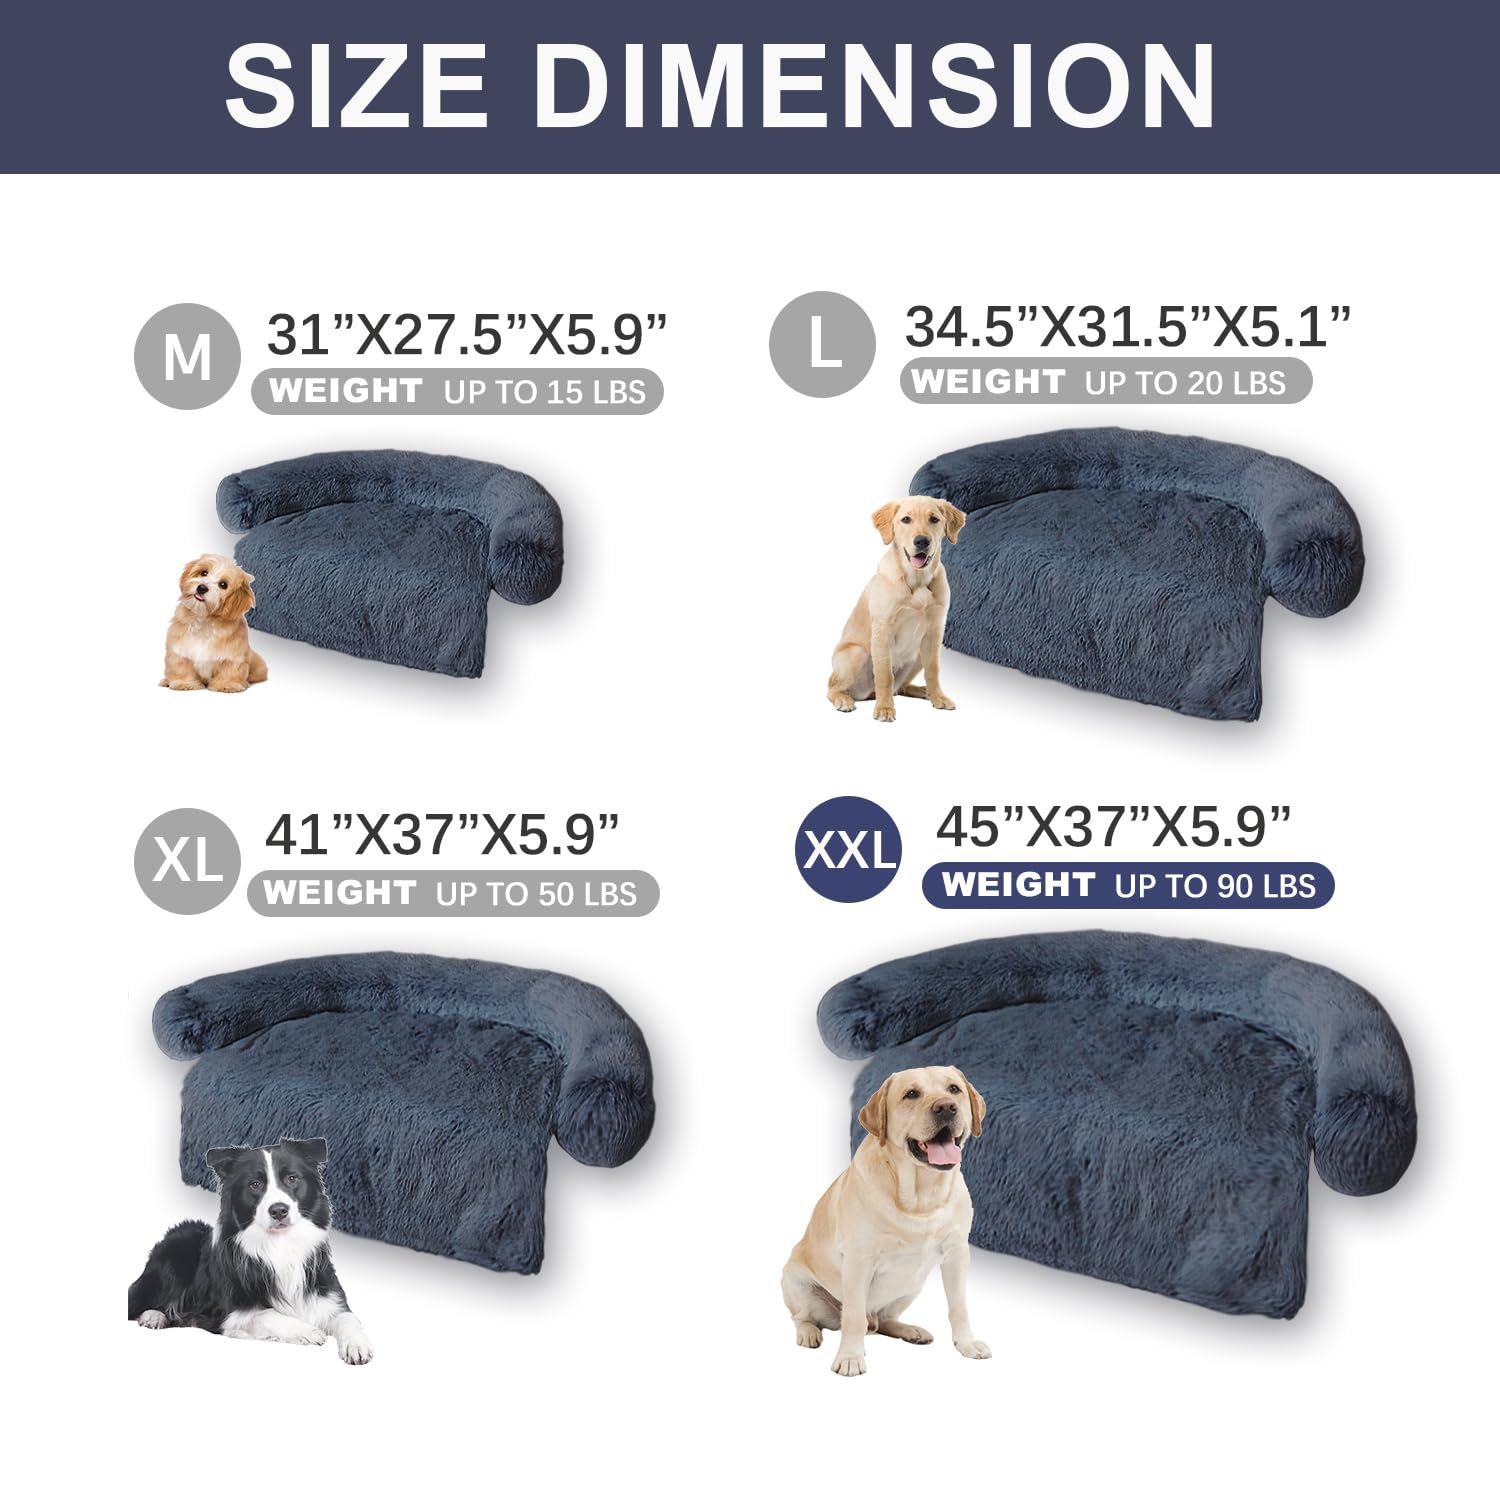 SIZE DIMENSION
M
31”X27.5”X5.9”
WEIGHT UP TO 15 LBS
L
34.5”X31.5”X5.1”
WEIGHT UP TO 20 LBS
XL
41”X37”X5.9”
WEIGHT UP TO 50 LBS
XXL
45”X37”X5.9”
WEIGHT UP TO 90 LBS